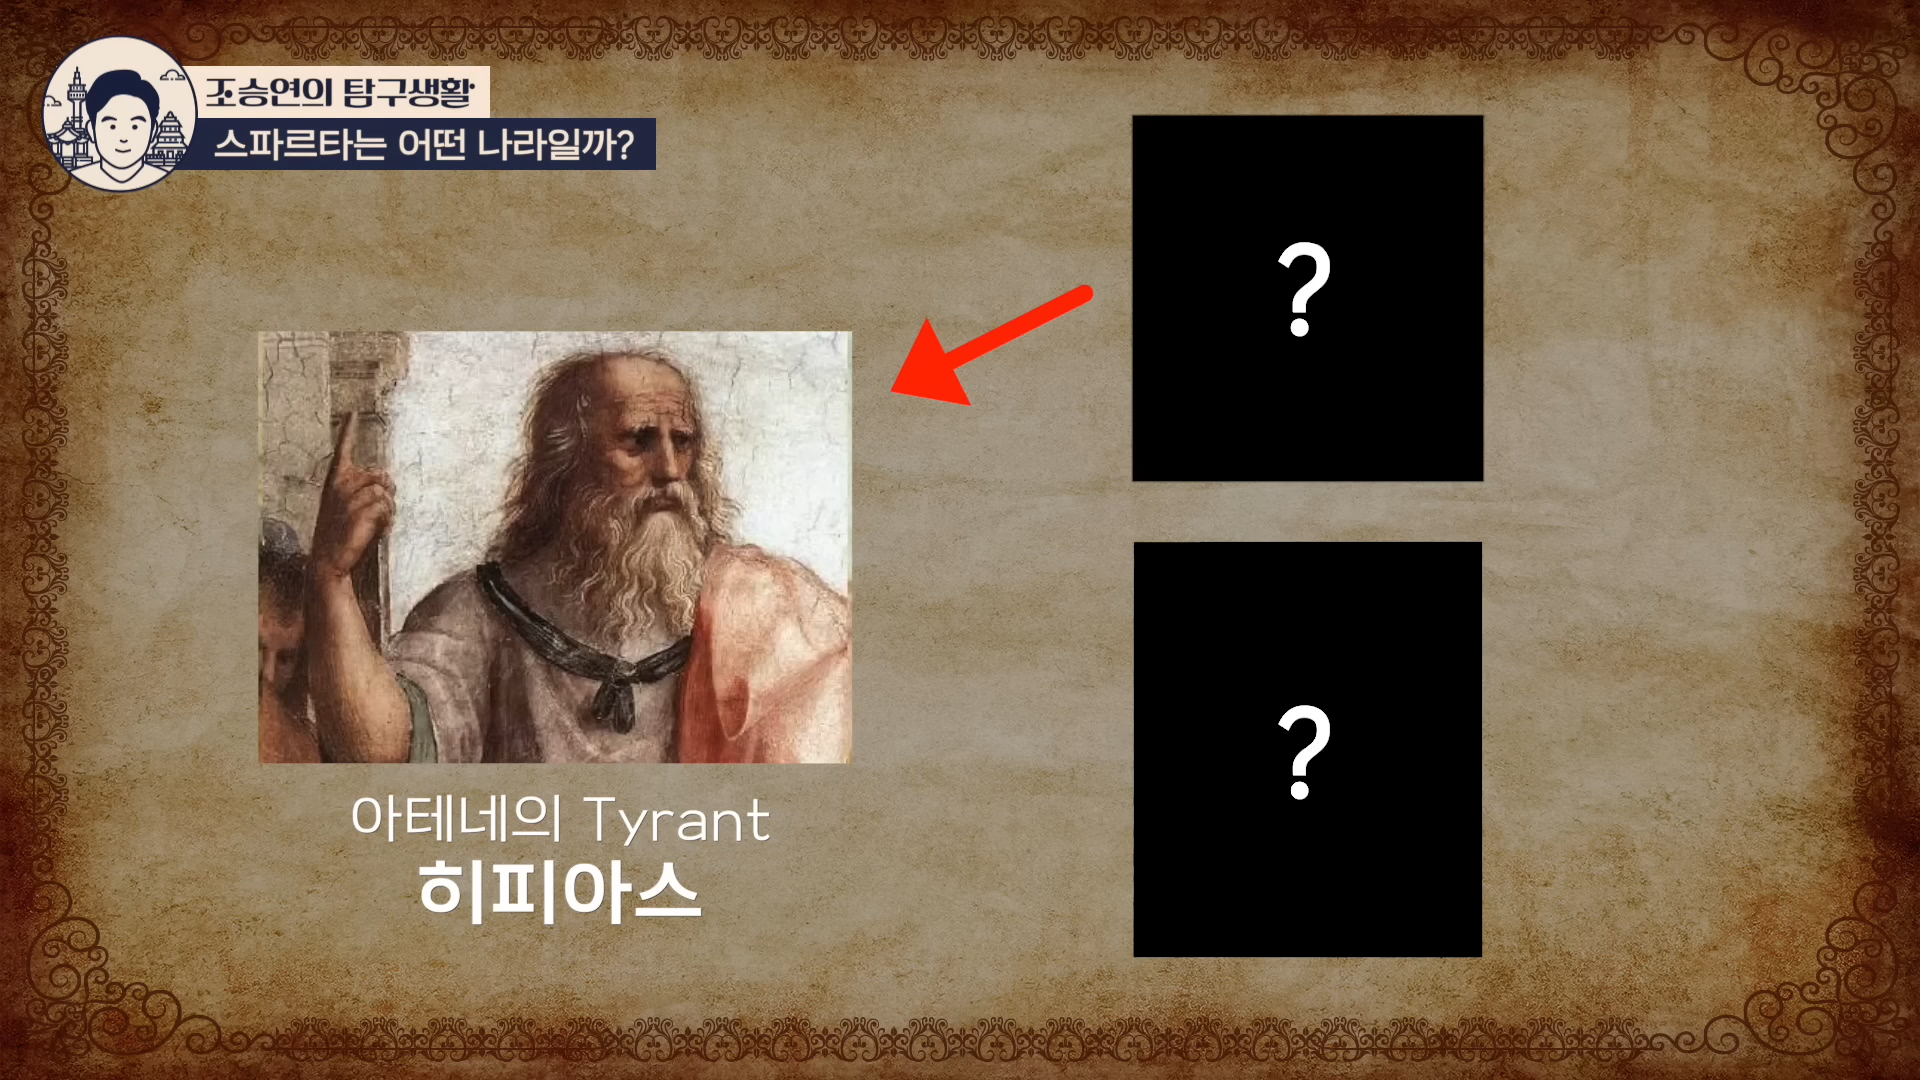 조승연의 탐구생활
스파르타는 어떤 나라일까?
?
아테네의 Tyrant
히피아스
?